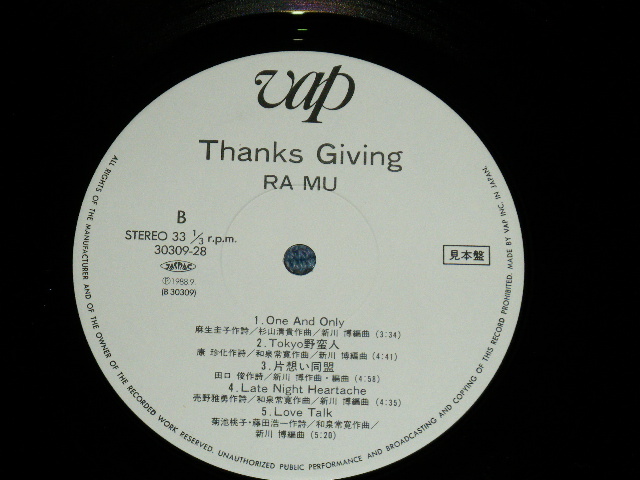 vap
Thanks Giving
RA MU
B
STEREO 33 1/3 r.p.m.
30309-28
℗1988.9
(B 30309)
見本盤
1.One And Only
麻生圭子作詩/杉山清貴作曲/新川 博編曲 (3:34)
2.Tokyo野蛮人
康 珍化作詩/和泉常寛作曲/新川 博編曲 (4:41)
3.片想い同盟
田口 俊作詩/新川 博作曲・編曲 (4:58)
4.Late Night Heartache
売野雅勇作詩/和泉常寛作曲/新川 博編曲 (4:35)
5.Love Talk
菊池桃子・藤田浩一作詩/和泉常寛作曲/
新川 博編曲 (5:20)
ALL RIGHTS OF THE MANUFACTURER AND OF THE OWNER OF THE RECORDED WORK RESERVED, UNAUTHORIZED PUBLIC PERFORMANCE AND BROADCASTING AND COPYING OF THIS RECORD PROHIBITED. MADE BY VAP INC. IN JAPAN.